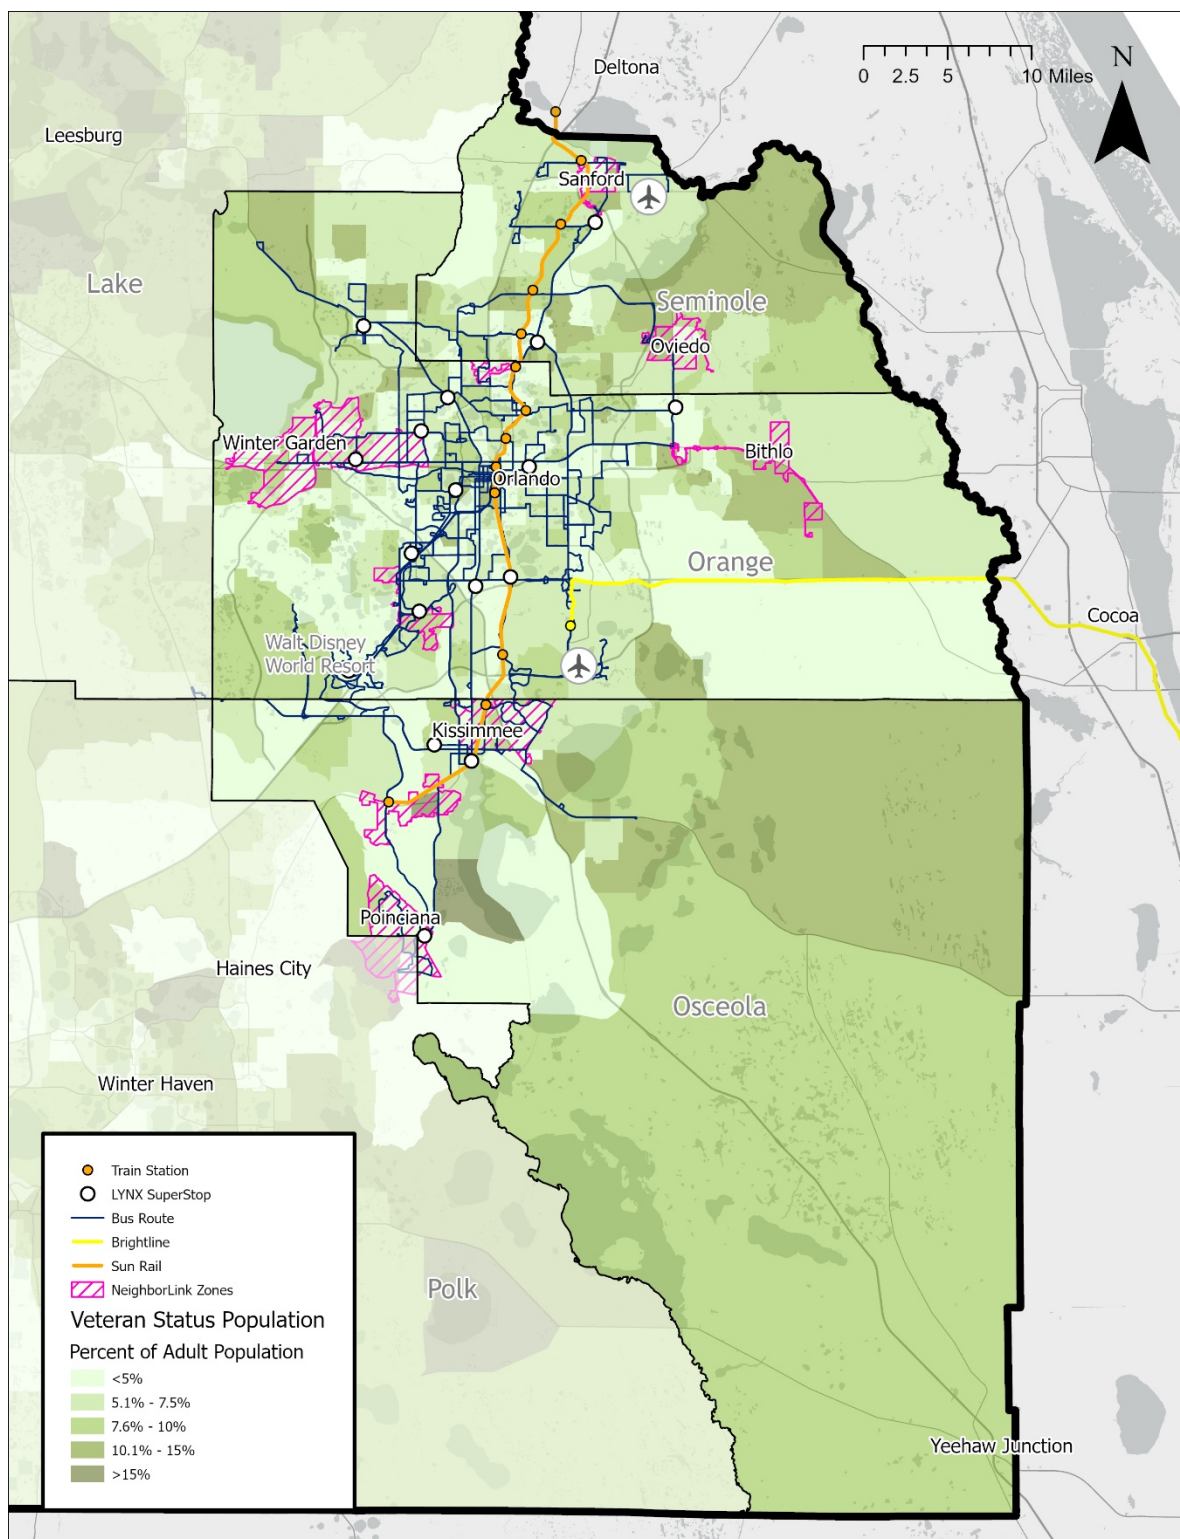 Deltona
0 2.5 5 10 Miles
N
Leesburg
Sanford
Lake
Seminole
Oviedo
Winter Garden
Bithlo
Orlando
Orange
Cocoa
Walt Disney
World Resort
Kissimmee
Poinciana
Haines City
Osceola
Winter Haven
Polk
Yeehaw Junction
Train Station
LYNX SuperStop
Bus Route
Brightline
Sun Rail
NeighborLink Zones
Veteran Status Population
Percent of Adult Population
<5%
5.1% - 7.5%
7.6% - 10%
10.1% - 15%
>15%